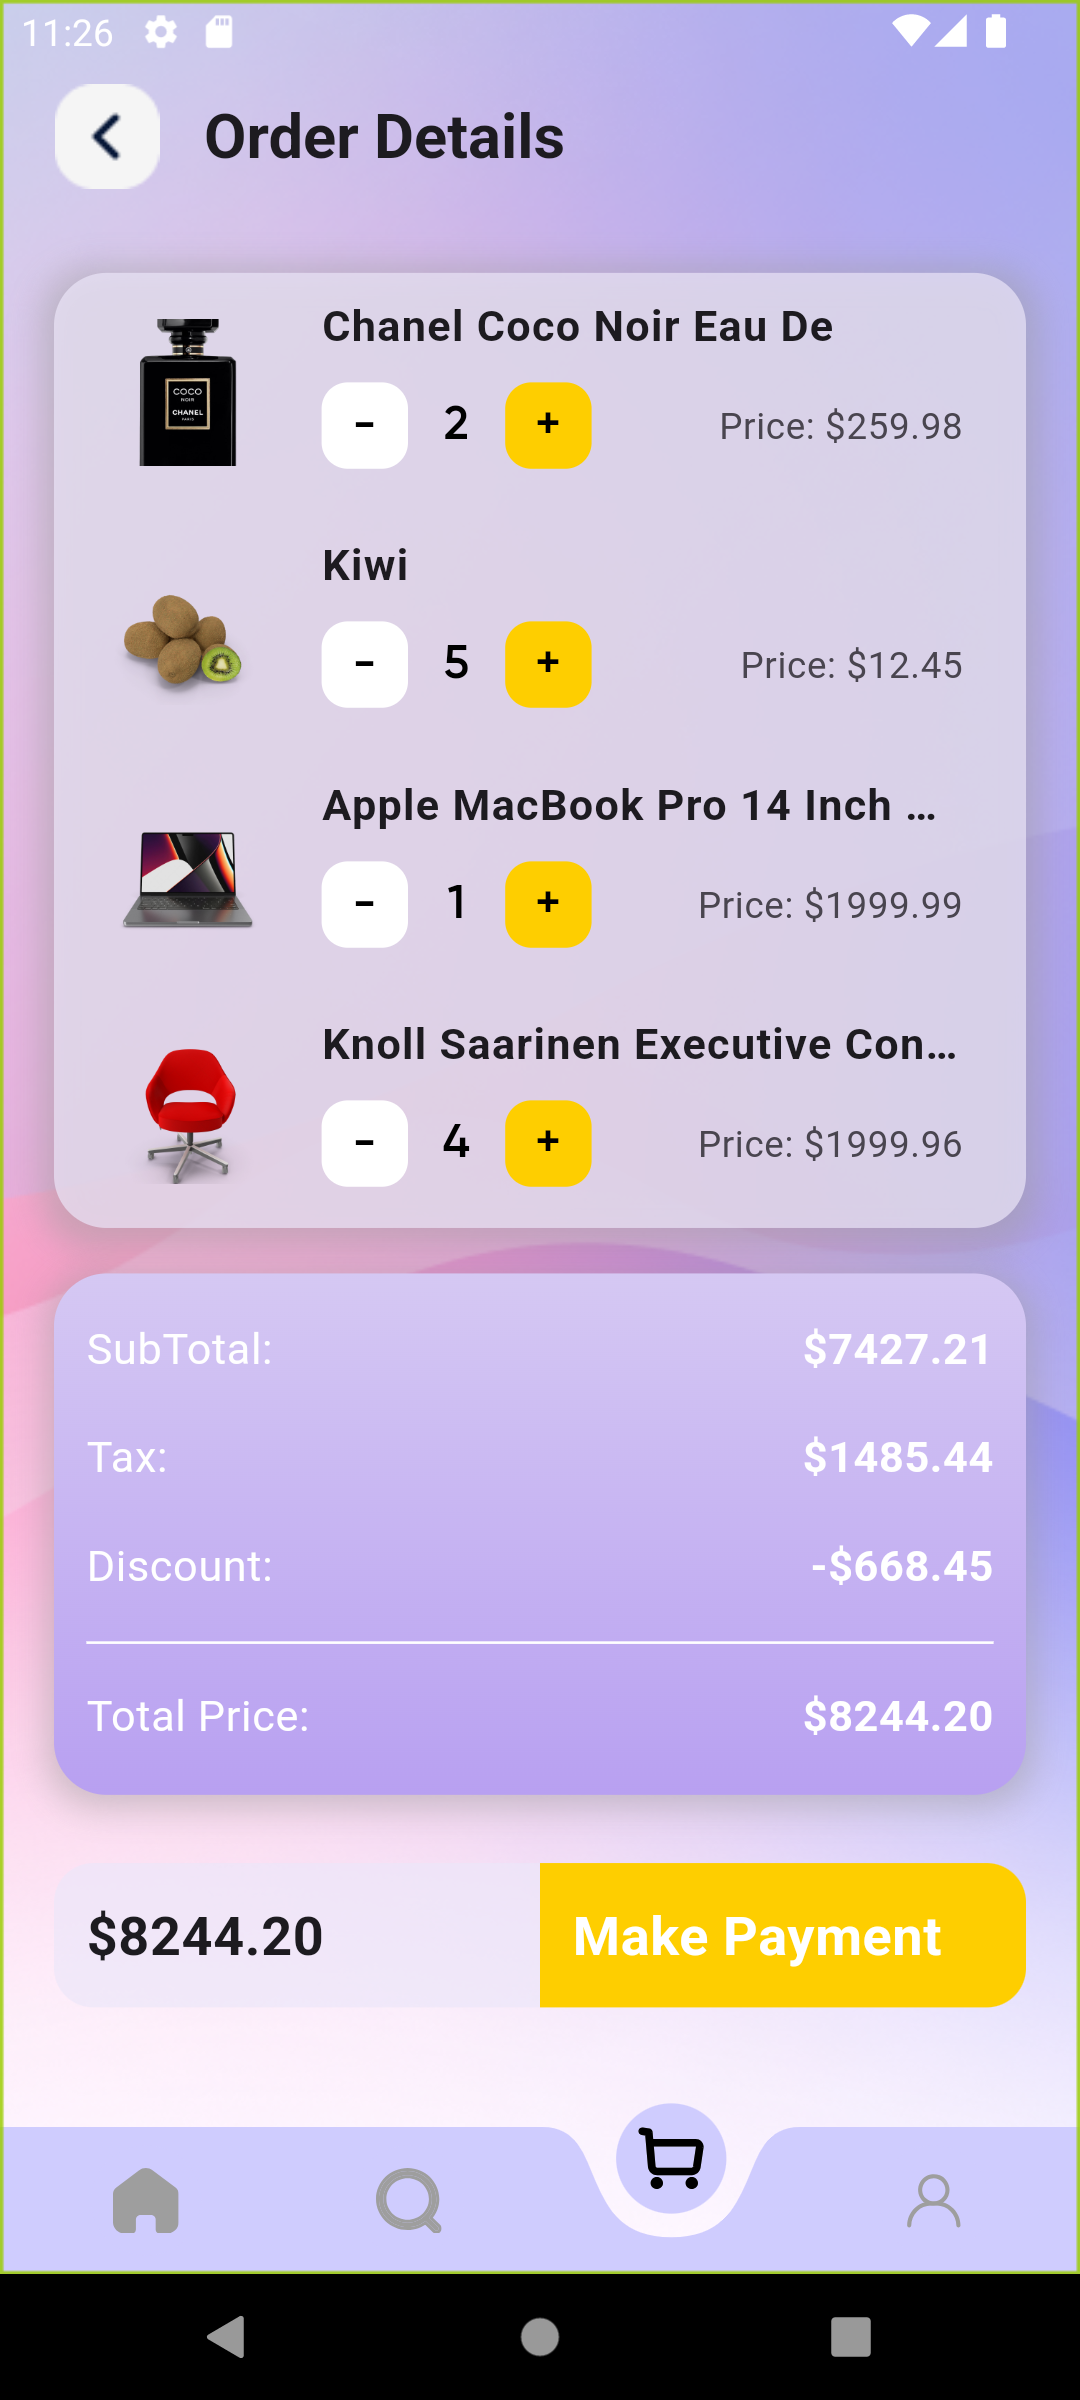 11:26
Order Details
Chanel Coco Noir Eau De
COCO
NOIR
CHANEL
PARIS
- 2 + Price: $259.98
Kiwi
- 5 + Price: $12.45
Apple MacBook Pro 14 Inch ...
- 1 + Price: $1999.99
Knoll Saarinen Executive Con...
- 4 + Price: $1999.96
SubTotal: $7427.21
Tax: $1485.44
Discount: -$668.45
Total Price: $8244.20
$8244.20 Make Payment